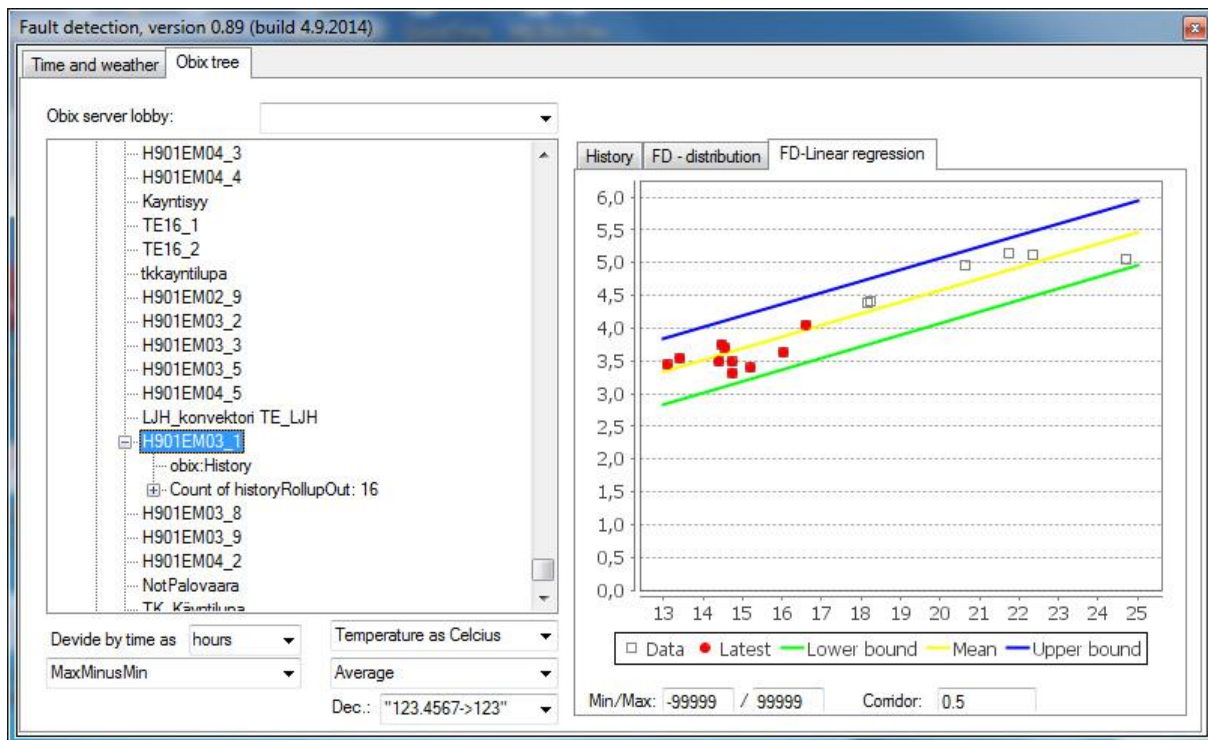 Fault detection, version 0.89 (build 4.9.2014)
Time and weather Obix tree
Obix server lobby:
H901EM04_3
H901EM04_4
Kayntisyy
TE16_1
TE16_2
tkkayntilupa
H901EM02_9
H901EM03_2
H901EM03_3
H901EM03_5
H901EM04_5
LJH_konvektori TE_LJH
H901EM03_1
obix:History
Count of historyRollupOut: 16
H901EM03_8
H901EM03_9
H901EM04_2
NotPalovaara
TK_Käyntilupa
Devide by time as hours Temperature as Celcius
MaxMinusMin Average
Dec.: "123.4567->123"
History FD - distribution FD-Linear regression
6,0
5,5
5,0
4,5
4,0
3,5
3,0
2,5
2,0
1,5
1,0
0,5
0,0
13 14 15 16 17 18 19 20 21 22 23 24 25
Data Latest Lower bound Mean Upper bound
Min/Max: -99999 / 99999 Corridor: 0.5